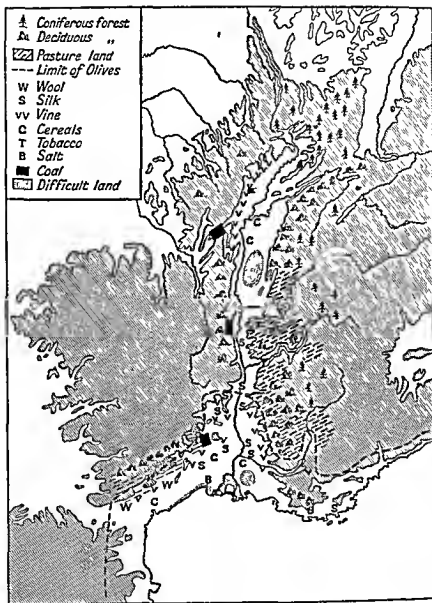 Coniferous forest
Deciduous „
Pasture land
Limit of Olives
W Wool
S Silk
VV Vine
C Cereals
T Tobacco
B Salt
Coal
Difficult land
C
C
S
V
S
C
S
W
V
W
C
B
C
S